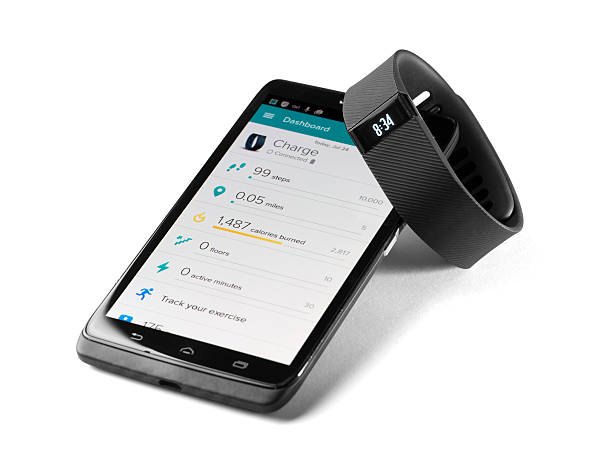 Dashboard
Today, Jul 24
Charge
Connected
99 steps
10,000
0.05 miles
5
1,487 calories burned
2,817
0 floors
10
0 active minutes
30
Track your exercise
8:34